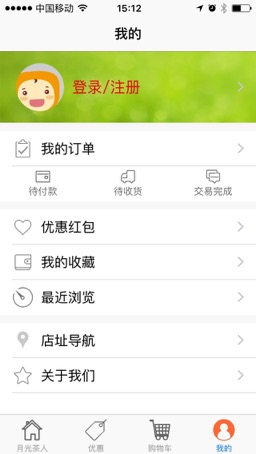 中国移动 15:12
我的
登录/注册
我的订单
待付款 待收货 交易完成
优惠红包
我的收藏
最近浏览
店址导航
关于我们
月光茶人 优惠 购物车 我的